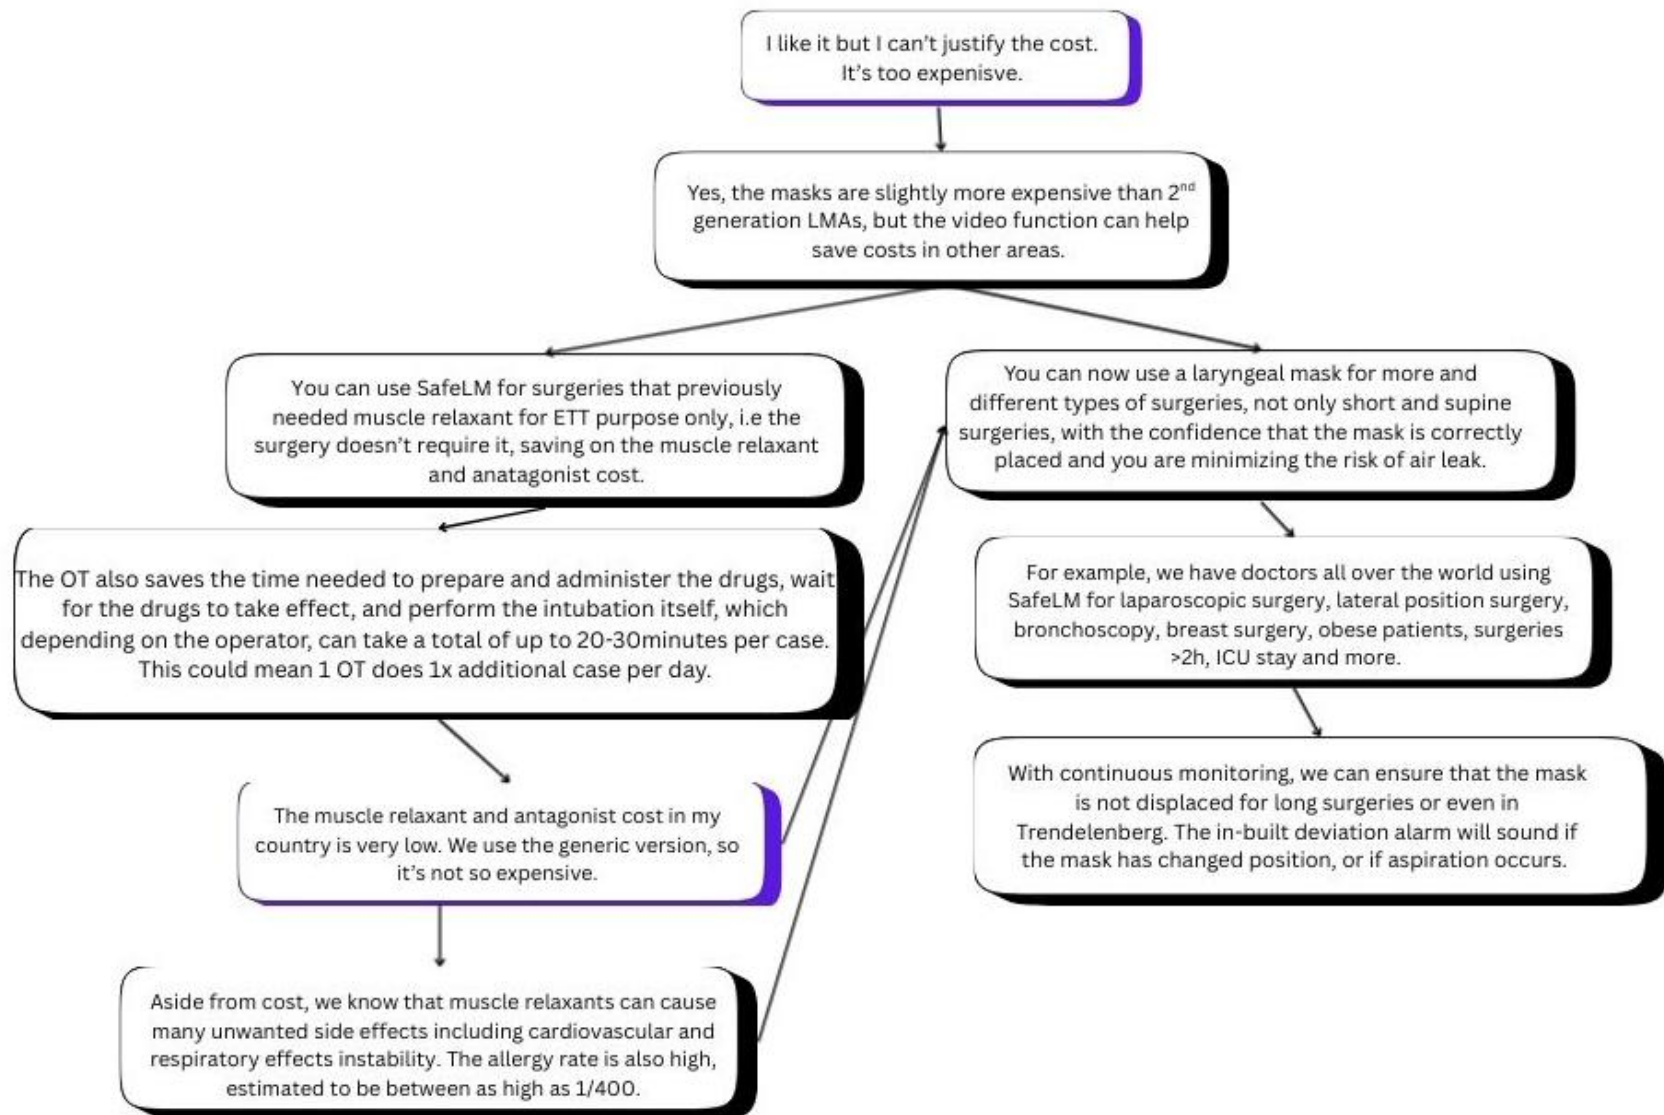 I like it but I can't justify the cost.
It's too expenisve.
Yes, the masks are slightly more expensive than 2nd
generation LMAs, but the video function can help
save costs in other areas.
You can use SafeLM for surgeries that previously
needed muscle relaxant for ETT purpose only, i.e the
surgery doesn't require it, saving on the muscle relaxant
and anatagonist cost.
The OT also saves the time needed to prepare and administer the drugs, wait
for the drugs to take effect, and perform the intubation itself, which
depending on the operator, can take a total of up to 20-30minutes per case.
This could mean 1 OT does 1x additional case per day.
The muscle relaxant and antagonist cost in my
country is very low. We use the generic version, so
it's not so expensive.
Aside from cost, we know that muscle relaxants can cause
many unwanted side effects including cardiovascular and
respiratory effects instability. The allergy rate is also high,
estimated to be between as high as 1/400.
You can now use a laryngeal mask for more and
different types of surgeries, not only short and supine
surgeries, with the confidence that the mask is correctly
placed and you are minimizing the risk of air leak.
For example, we have doctors all over the world using
SafeLM for laparoscopic surgery, lateral position surgery,
bronchoscopy, breast surgery, obese patients, surgeries
>2h, ICU stay and more.
With continuous monitoring, we can ensure that the mask
is not displaced for long surgeries or even in
Trendelenberg. The in-built deviation alarm will sound if
the mask has changed position, or if aspiration occurs.